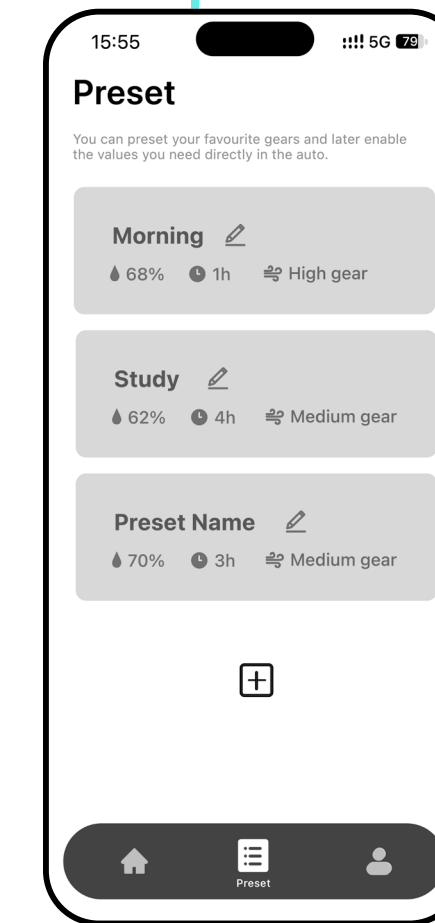 15:55 5G 79
Preset
You can preset your favourite gears and later enable
the values you need directly in the auto.
Morning
68% 1h High gear
Study
62% 4h Medium gear
Preset Name
70% 3h Medium gear
Preset